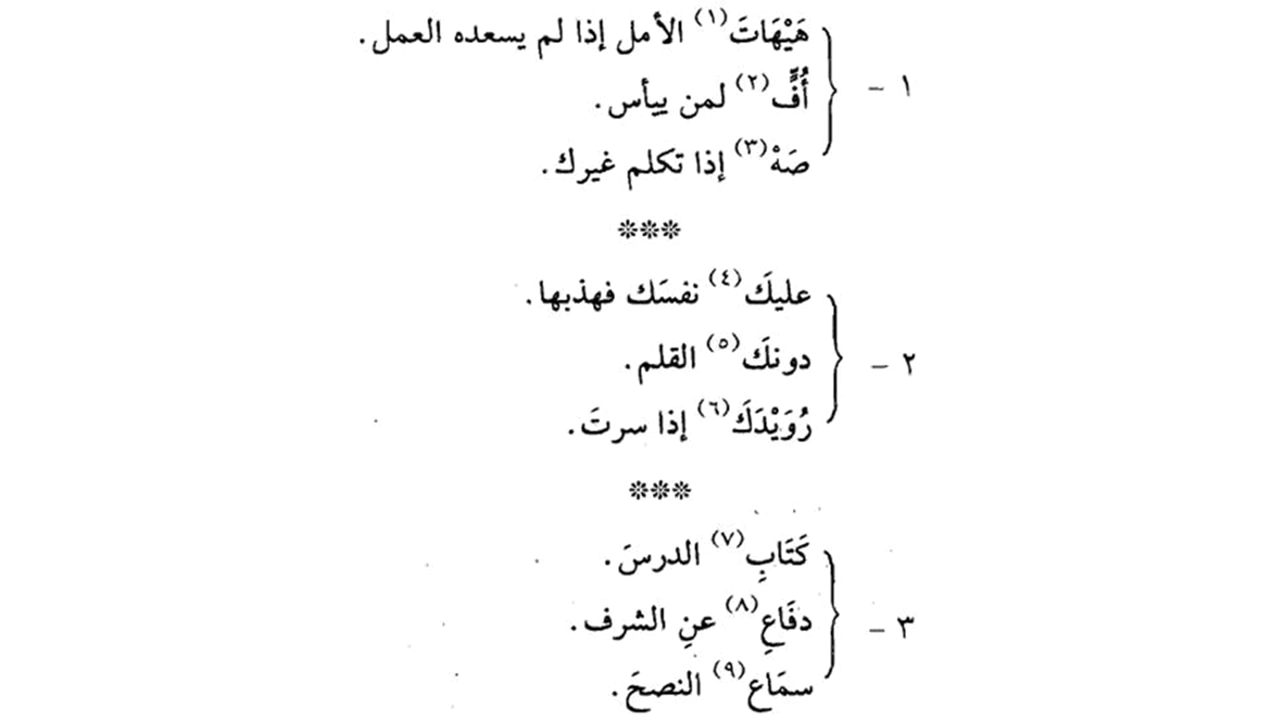 هَيْهَاتَ(١) الأمل إذا لم يسعده العمل.
١ - أُفٍّ(٢) لمن ييأس.
صَهْ(٣) إذا تكلم غيرك.
***
عليكَ(٤) نفسَك فهذبها.
٢ - دونكَ(٥) القلم.
رُوَيْدَكَ(٦) إذا سرتَ.
***
كَتَابِ(٧) الدرسَ.
٣ - دفَاعِ(٨) عنِ الشرف.
سمَاع(٩) النصحَ.